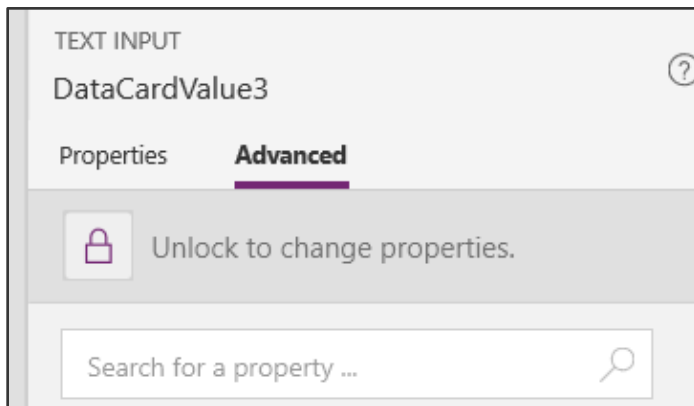 TEXT INPUT
DataCardValue3
?
Properties Advanced
Unlock to change properties.
Search for a property ...